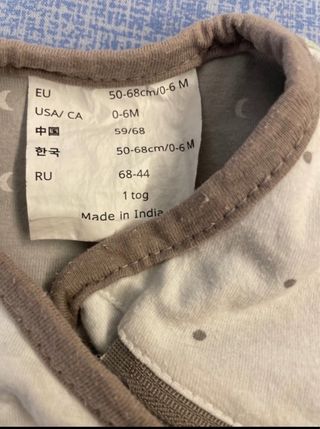 EU 50-68cm/0-6 M
USA/ CA 0-6M
中国 59/68
한국 50-68cm/0-6 M
RU 68-44
1 tog
Made in India